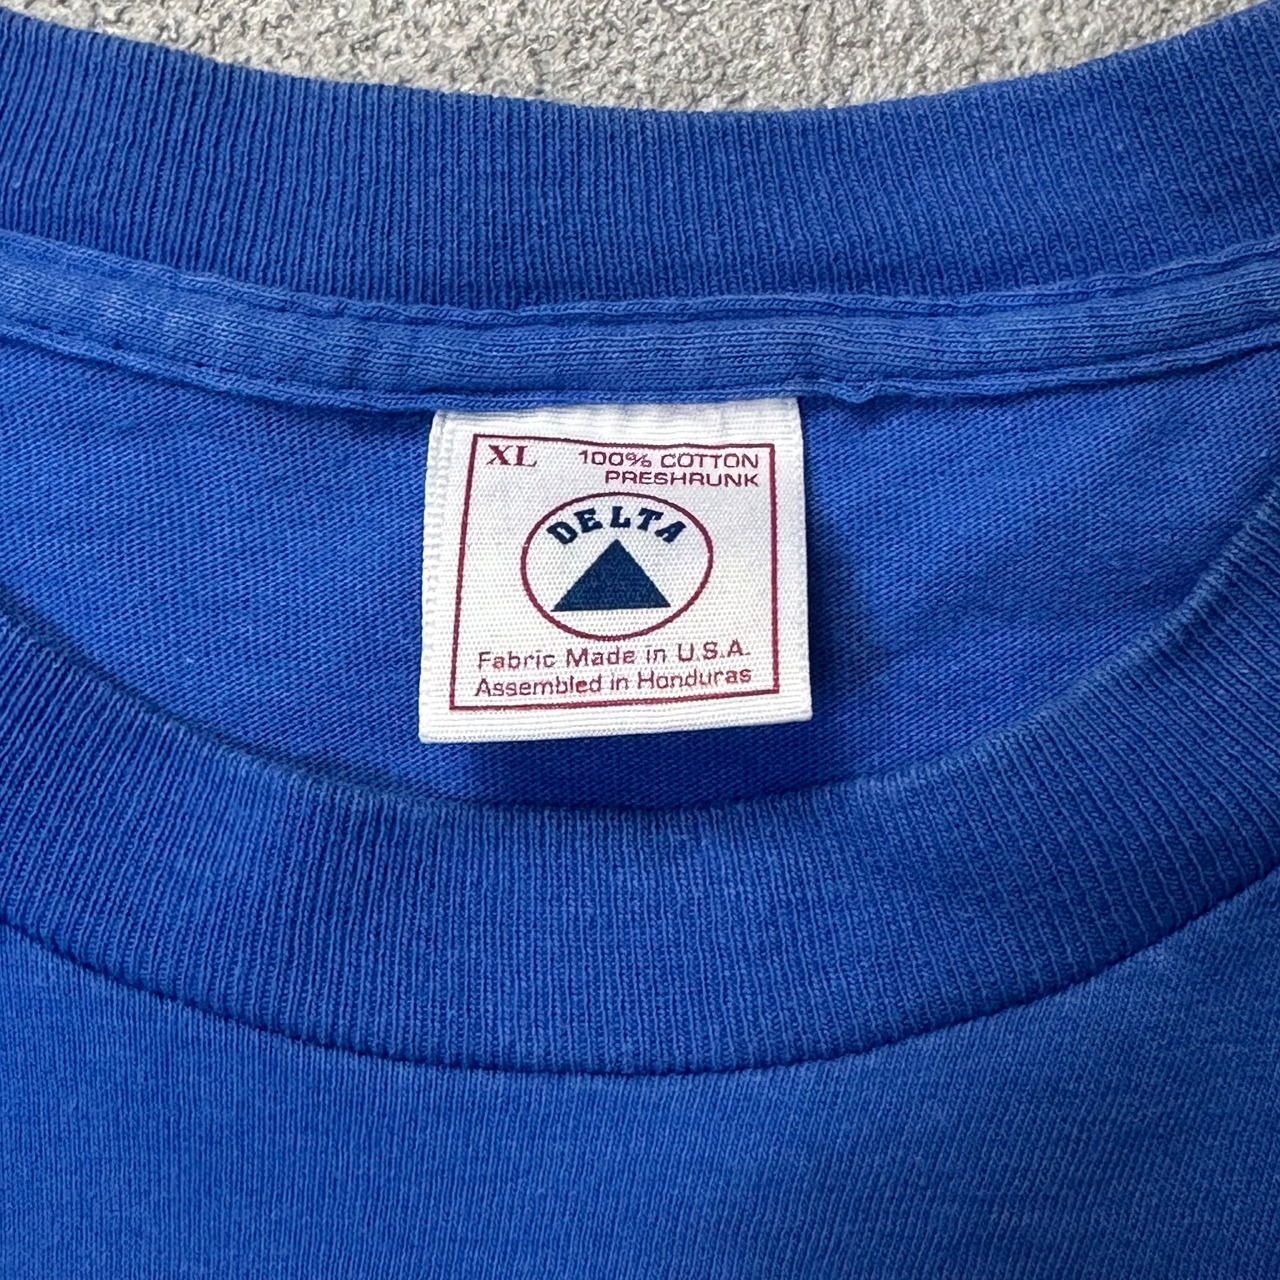 XL 100% COTTON
PRESHRUNK
DELTA
Fabric Made in U.S.A.
Assembled in Honduras